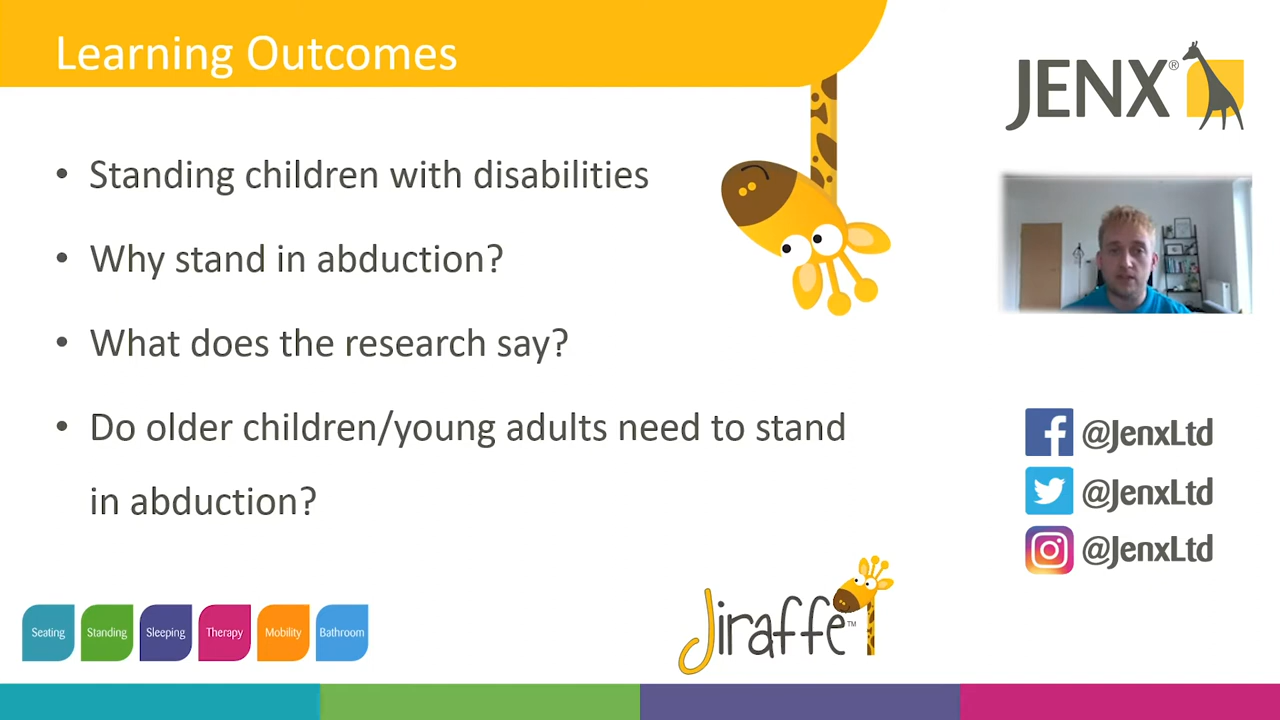 Learning Outcomes
JENX®
• Standing children with disabilities
• Why stand in abduction?
• What does the research say?
• Do older children/young adults need to stand
in abduction?
@JenxLtd
@JenxLtd
@JenxLtd
Seating Standing Sleeping Therapy Mobility Bathroom
Jiraffe™